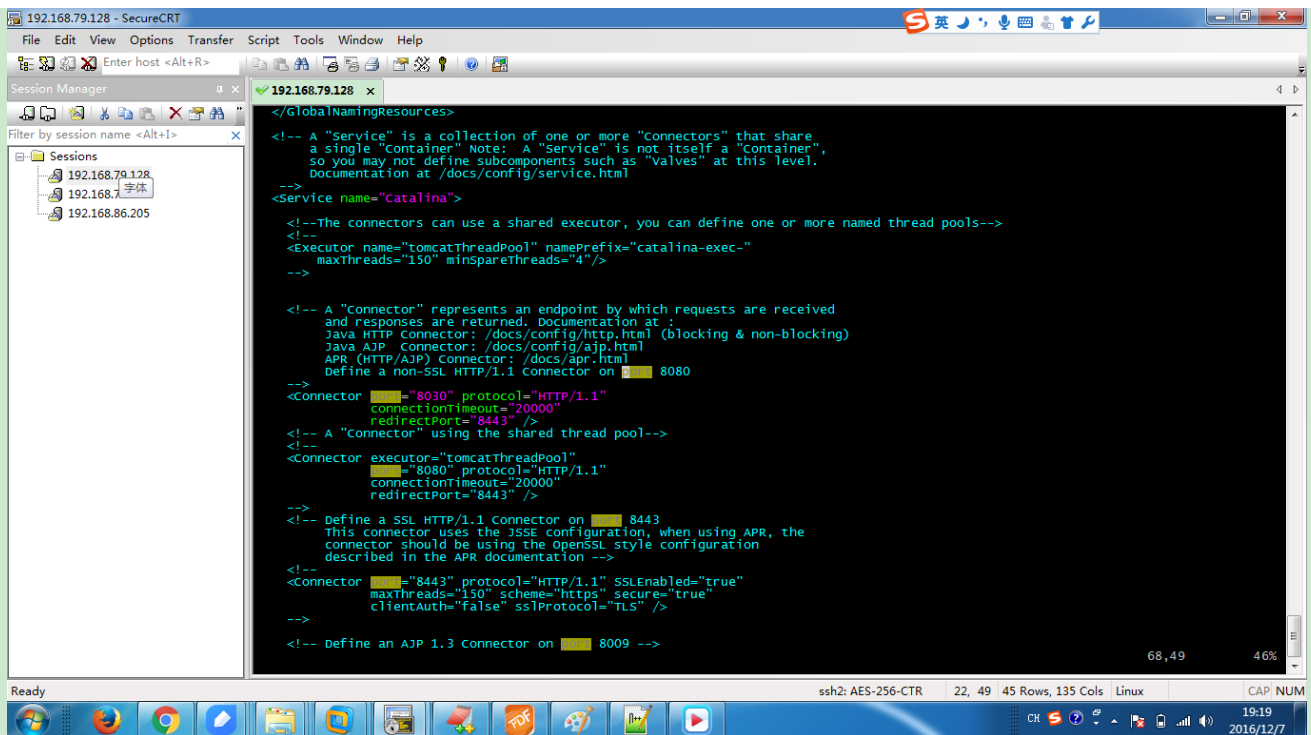 192.168.79.128 - SecureCRT
英
File Edit View Options Transfer Script Tools Window Help
Enter host <Alt+R>
Session Manager
192.168.79.128
Filter by session name <Alt+I>
Sessions
192.168.79.128
192.168.7
字体
192.168.86.205
</GlobalNamingResources>
<!-- A "Service" is a collection of one or more "Connectors" that share
a single "Container" Note: A "Service" is not itself a "Container",
so you may not define subcomponents such as "Valves" at this level.
Documentation at /docs/config/service.html
-->
<Service name="Catalina">
<!--The connectors can use a shared executor, you can define one or more named thread pools-->
<!--
<Executor name="tomcatThreadPool" namePrefix="catalina-exec-"
maxThreads="150" minSpareThreads="4"/>
-->
<!-- A "Connector" represents an endpoint by which requests are received
and responses are returned. Documentation at :
Java HTTP Connector: /docs/config/http.html (blocking & non-blocking)
Java AJP Connector: /docs/config/ajp.html
APR (HTTP/AJP) Connector: /docs/apr.html
Define a non-SSL HTTP/1.1 Connector on port 8080
-->
<Connector port="8030" protocol="HTTP/1.1"
connectionTimeout="20000"
redirectPort="8443" />
<!-- A "Connector" using the shared thread pool-->
<!--
<Connector executor="tomcatThreadPool"
port="8080" protocol="HTTP/1.1"
connectionTimeout="20000"
redirectPort="8443" />
-->
<!-- Define a SSL HTTP/1.1 Connector on port 8443
This connector uses the JSSE configuration, when using APR, the
connector should be using the OpenSSL style configuration
described in the APR documentation -->
<!--
<Connector port="8443" protocol="HTTP/1.1" SSLEnabled="true"
maxThreads="150" scheme="https" secure="true"
clientAuth="false" sslProtocol="TLS" />
-->
<!-- Define an AJP 1.3 Connector on port 8009 -->
68,49 46%
Ready ssh2: AES-256-CTR 22, 49 45 Rows, 135 Cols Linux CAP NUM
CH 19:19
2016/12/7